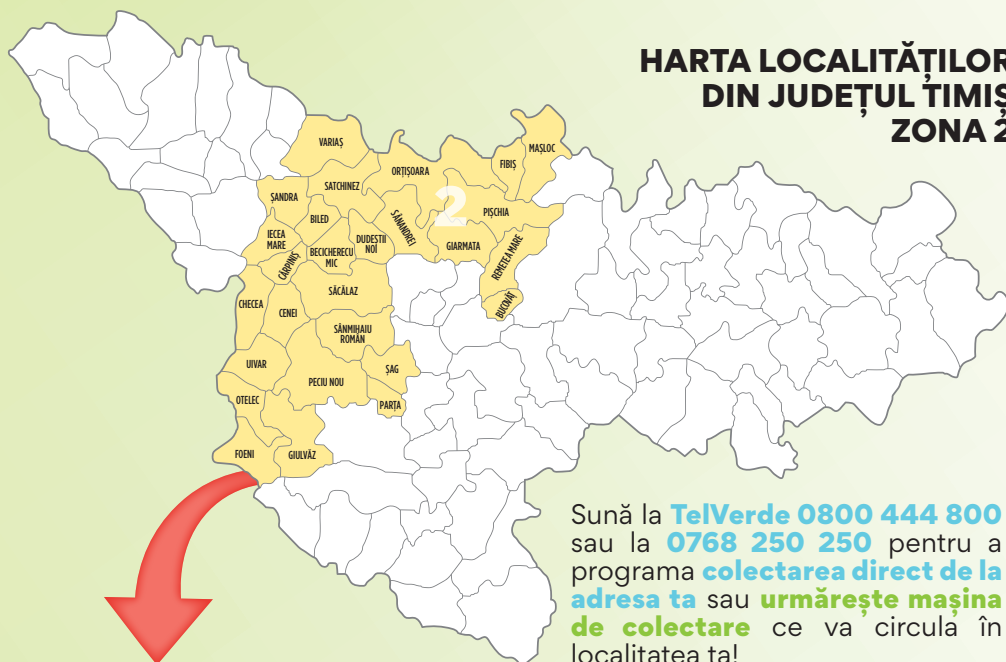 HARTA LOCALITĂȚILOR
DIN JUDEȚUL TIMIȘ
ZONA 2
VARIAȘ
MAȘLOC
FIBIȘ
ORȚIȘOARA
SATCHINEZ
ȘANDRA
2
PIȘCHIA
BILED
SÂNANDREI
IECEA
MARE
DUDEȘTII
NOI
GIARMATA
BECICHERECU
MIC
REMETEA MARE
CĂRPINIȘ
SĂCĂLAZ
BUCOVĂȚ
CHECEA
CENEI
SÂNMIHAIU
ROMÂN
UIVAR
ȘAG
PECIU NOU
OTELEC
PARȚA
FOENI
GIULVĂZ
Sună la TelVerde 0800 444 800
sau la 0768 250 250 pentru a
programa colectarea direct de la
adresa ta sau urmărește mașina
de colectare ce va circula în
localitatea ta!